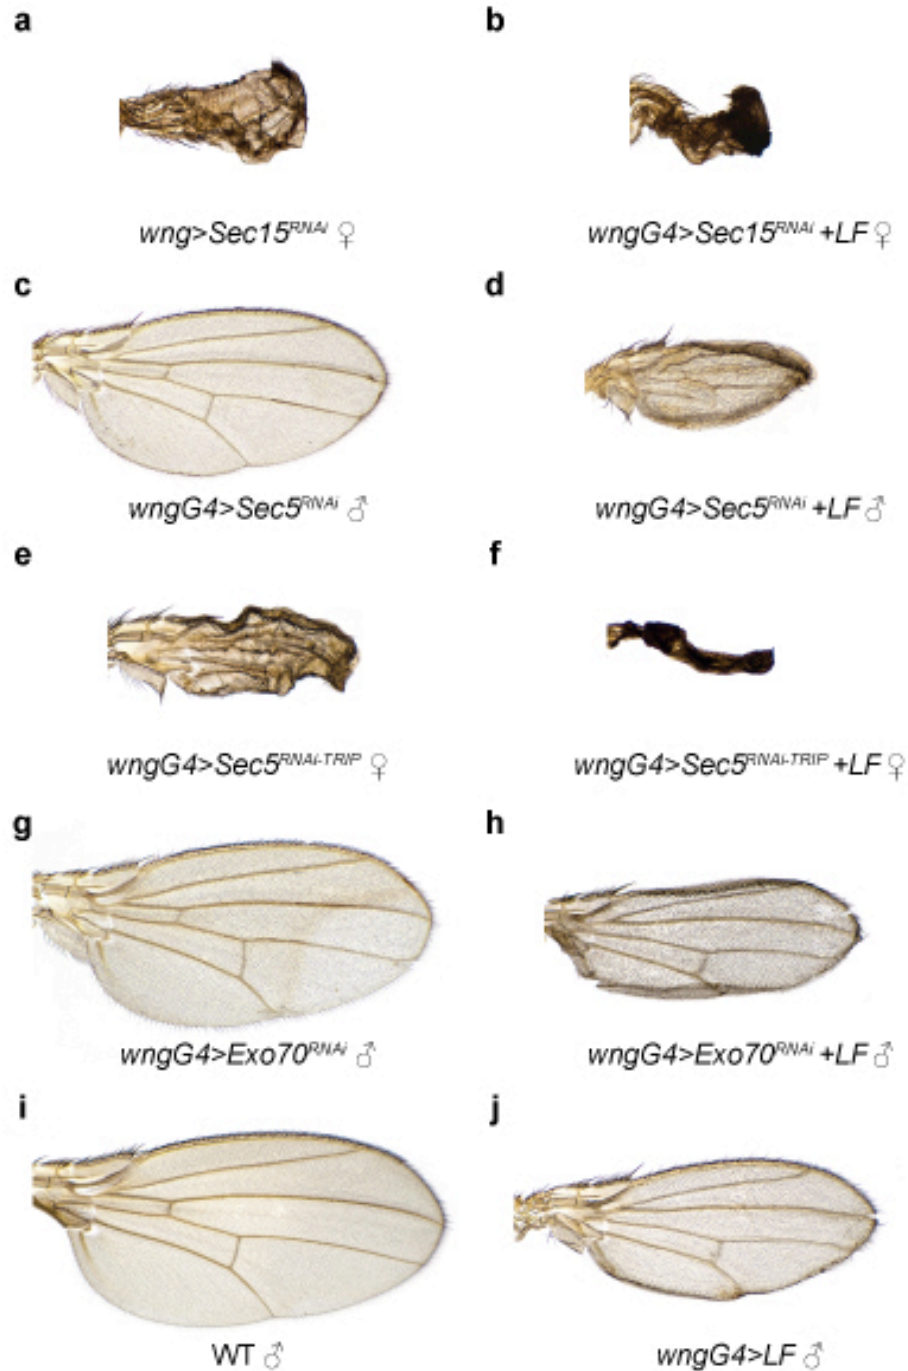 a
b
wng>Sec15RNAi ♀
wngG4>Sec15RNAi +LF ♀
c
d
wngG4>Sec5RNAi ♂
wngG4>Sec5RNAi +LF ♂
e
f
wngG4>Sec5RNAi-TRiP ♀
wngG4>Sec5RNAi-TRiP +LF ♀
g
h
wngG4>Exo70RNAi ♂
wngG4>Exo70RNAi +LF ♂
i
j
WT ♂
wngG4>LF ♂